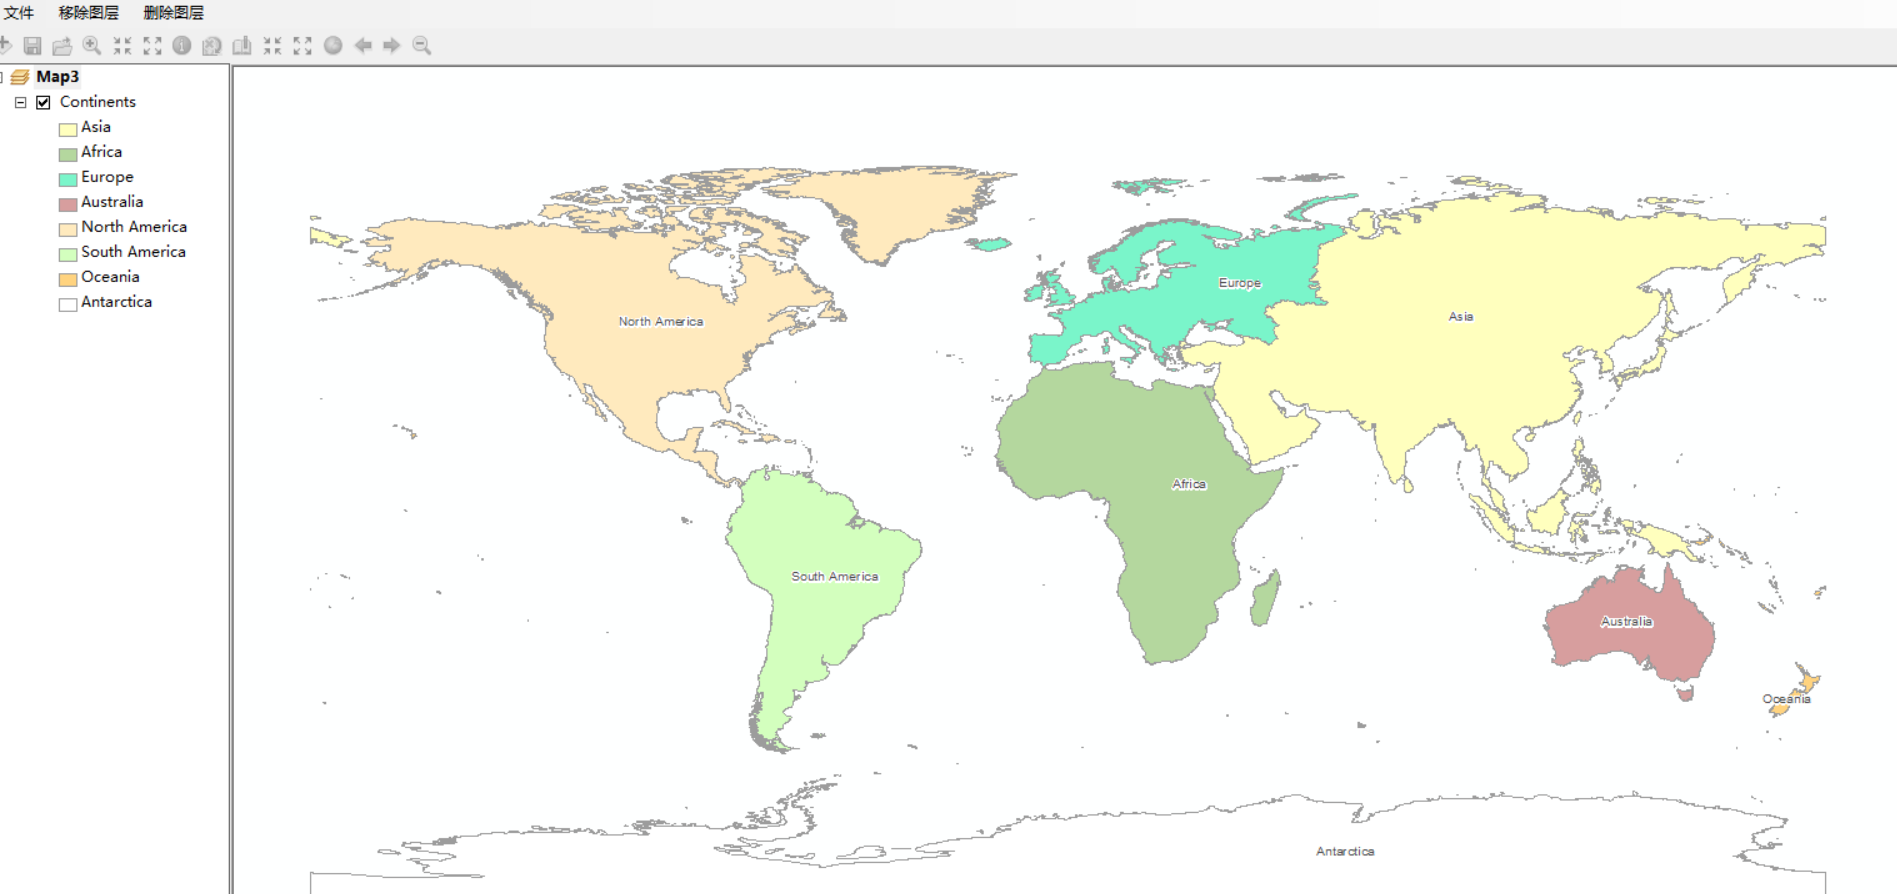 文件 移除图层 删除图层
Map3
Continents
Asia
Africa
Europe
Australia
North America
South America
Oceania
Antarctica
Europe
Asia
North America
Africa
South America
Australia
Oceania
Antarctica